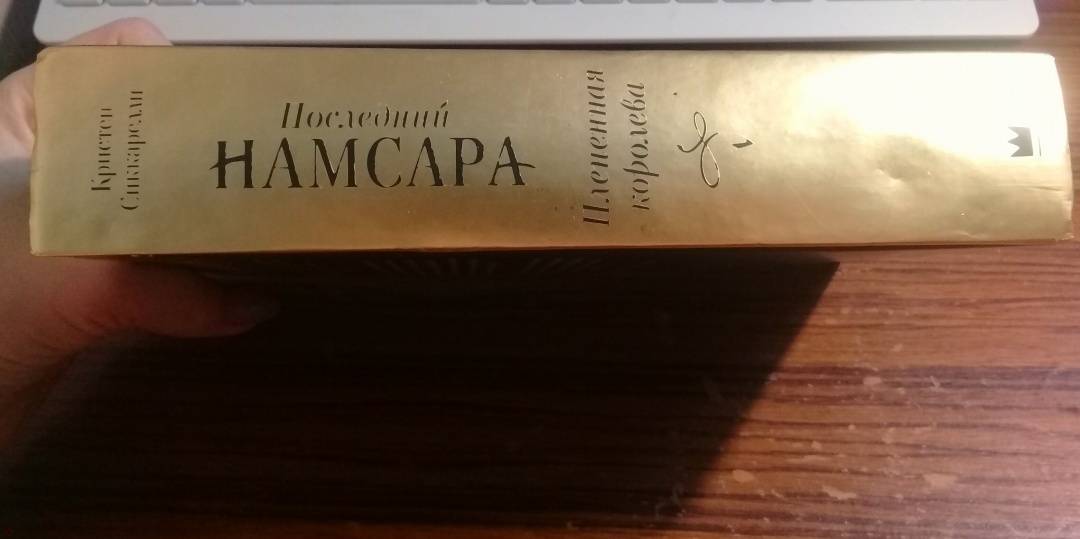 Кристен
Сиккарелли
Последний
НАМСАРА
Плененная
королева